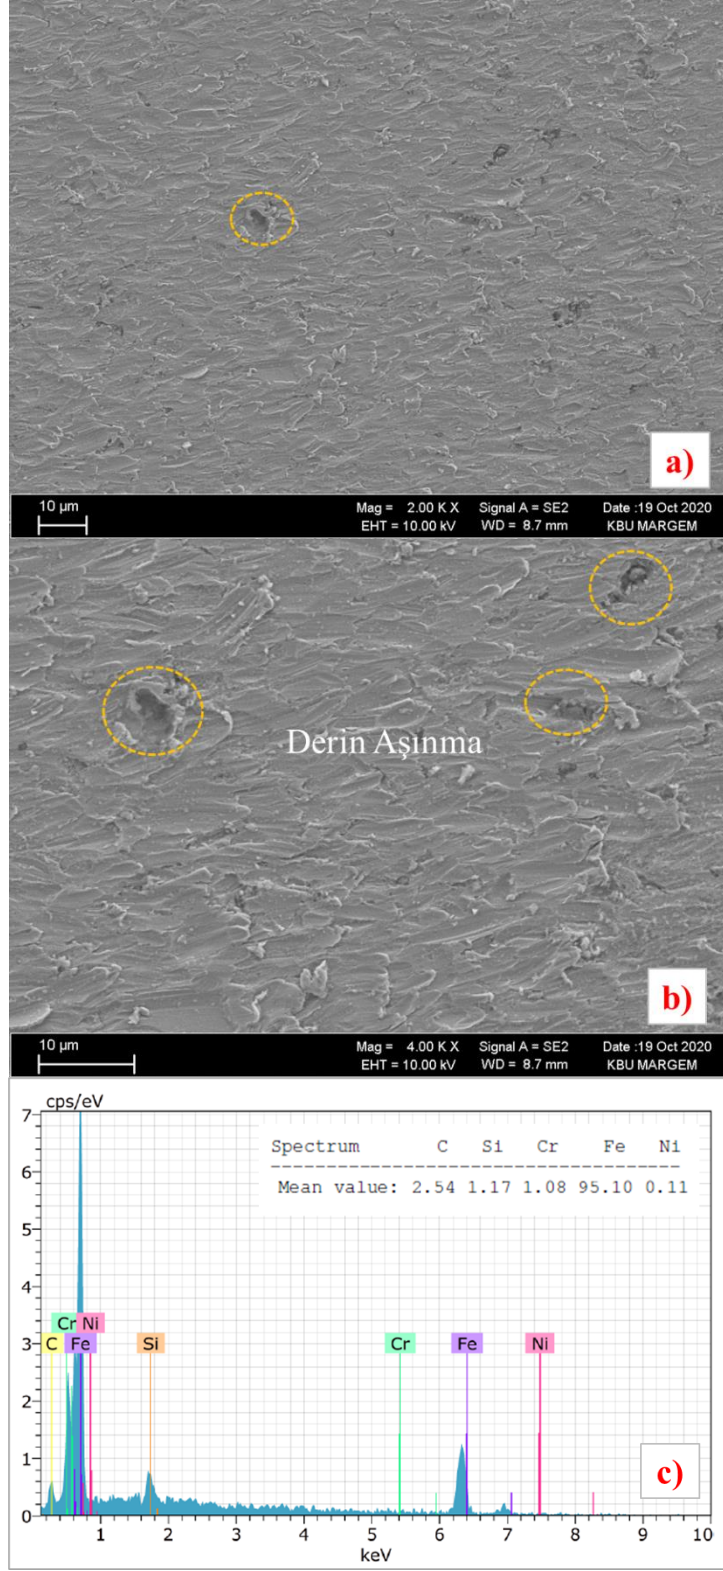 a)
10 µm
Mag = 2.00 K X Signal A = SE2 Date :19 Oct 2020
EHT = 10.00 kV WD = 8.7 mm KBU MARGEM
Derin Aşınma
b)
10 µm
Mag = 4.00 K X Signal A = SE2 Date :19 Oct 2020
EHT = 10.00 kV WD = 8.7 mm KBU MARGEM
cps/eV
Spectrum C Si Cr Fe Ni
Mean value: 2.54 1.17 1.08 95.10 0.11
7
6
5
4
3
2
1
0
Cr Ni
C Fe Si Cr Fe Ni
c)
1 2 3 4 5 6 7 8 9 10
keV